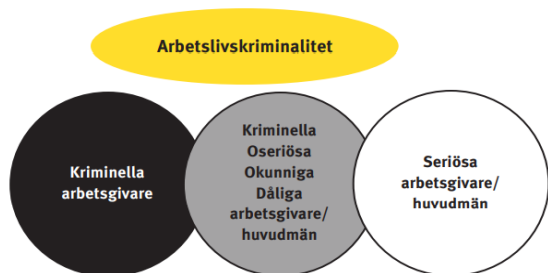 Arbetslivskriminalitet
Kriminella
arbetsgivare
Kriminella
Oseriösa
Okunniga
Dåliga
arbetsgivare/
huvudmän
Seriösa
arbetsgivare/
huvudmän